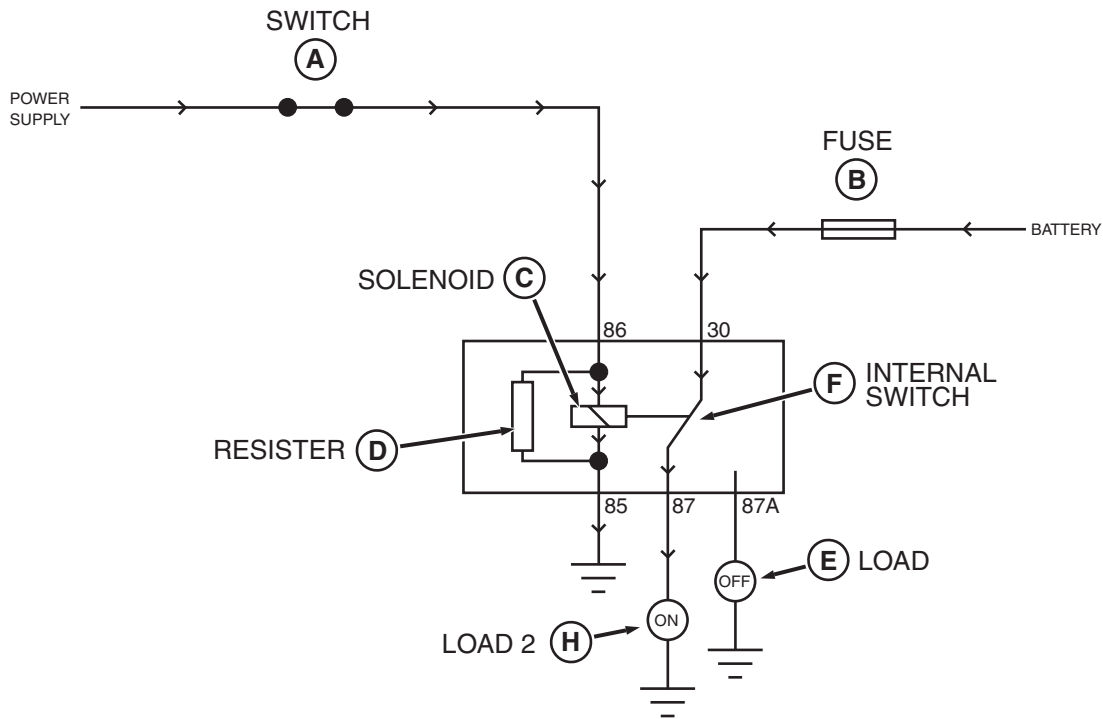 SWITCH
A
POWER
SUPPLY
FUSE
B
BATTERY
SOLENOID C
86
30
F INTERNAL
SWITCH
RESISTER D
85
87
87A
E LOAD
OFF
ON
LOAD 2 H